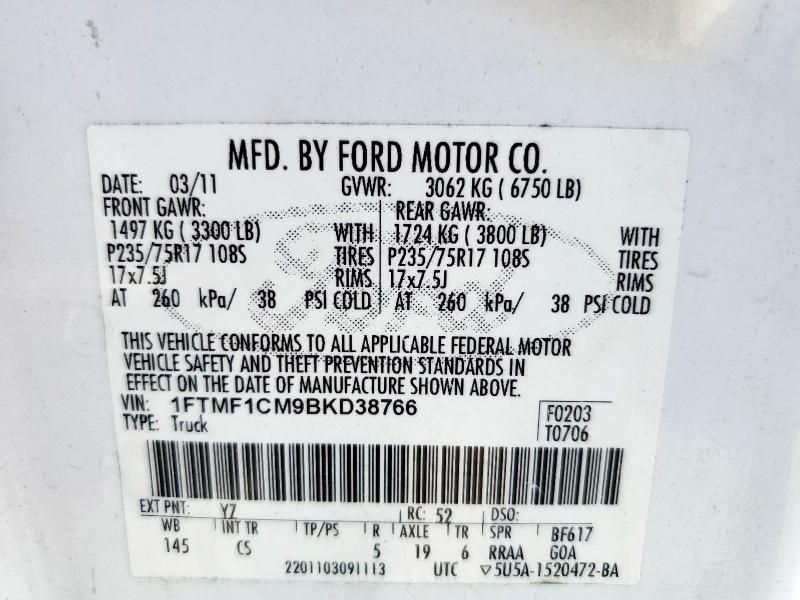 MFD. BY FORD MOTOR CO.
DATE: 03/11 GVWR: 3062 KG ( 6750 LB)
FRONT GAWR: REAR GAWR:
1497 KG ( 3300 LB) WITH 1724 KG ( 3800 LB) WITH
P235/75R17 108S TIRES P235/75R17 108S TIRES
17x7.5J RIMS 17x7.5J RIMS
AT 260 kPa/ 38 PSI COLD AT 260 kPa/ 38 PSI COLD
THIS VEHICLE CONFORMS TO ALL APPLICABLE FEDERAL MOTOR
VEHICLE SAFETY AND THEFT PREVENTION STANDARDS IN
EFFECT ON THE DATE OF MANUFACTURE SHOWN ABOVE.
VIN: 1FTMF1CM9BKD38766 F0203
TYPE: Truck T0706
EXT PNT: YZ RC: 52 DSO:
WB INT TR TP/PS R AXLE TR SPR BF617
145 CS 5 19 6 RRAA GOA
2201103091113 UTC ▽5U5A-1520472-BA